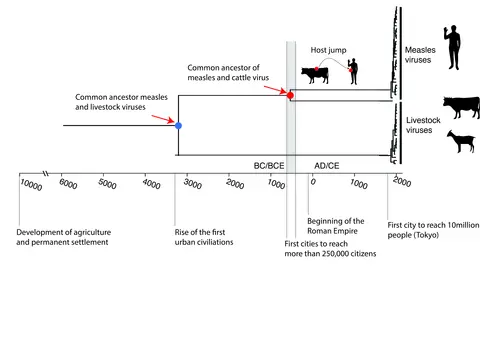 Measles
viruses
Host jump
Common ancestor of
measles and cattle virus
Common ancestor measles
and livestock viruses
Livestock
viruses
BC/BCE
AD/CE
10000
6000
5000
4000
3000
2000
1000
0
1000
2000
Development of agriculture
and permanent settlement
Rise of the first
urban civiliations
First cities to reach
more than 250,000 citizens
Beginning of the
Roman Empire
First city to reach 10million
people (Tokyo)